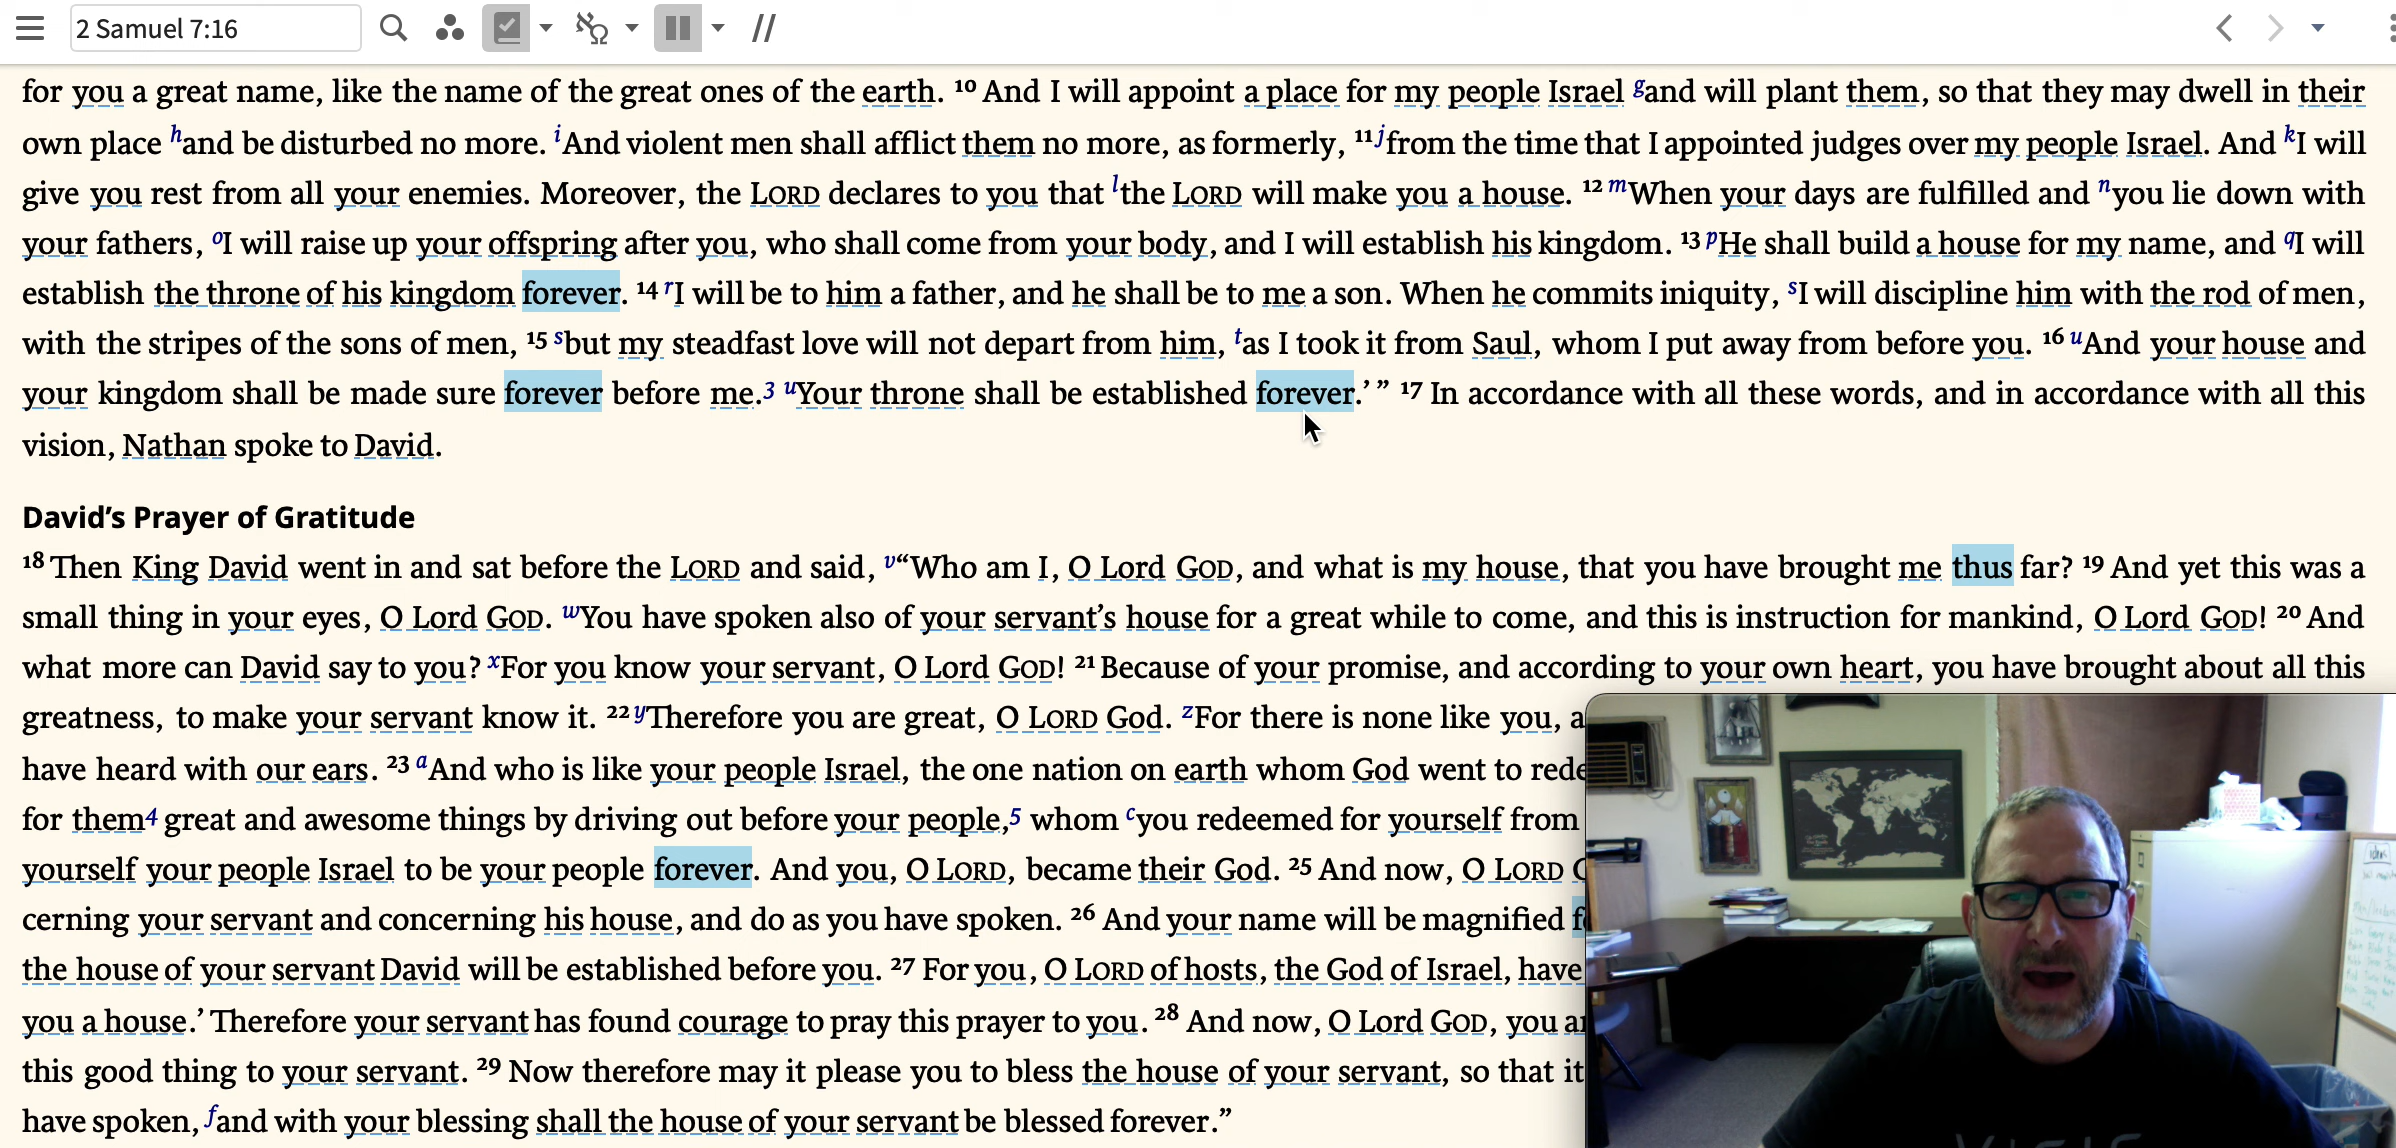 2 Samuel 7:16
for you a great name, like the name of the great ones of the earth. 10 And I will appoint a place for my people Israel g and will plant them, so that they may dwell in their
own place h and be disturbed no more. i And violent men shall afflict them no more, as formerly, 11 j from the time that I appointed judges over my people Israel. And k I will
give you rest from all your enemies. Moreover, the LORD declares to you that l the LORD will make you a house. 12 m When your days are fulfilled and n you lie down with
your fathers, o I will raise up your offspring after you, who shall come from your body, and I will establish his kingdom. 13 p He shall build a house for my name, and q I will
establish the throne of his kingdom forever. 14 r I will be to him a father, and he shall be to me a son. When he commits iniquity, s I will discipline him with the rod of men,
with the stripes of the sons of men, 15 s but my steadfast love will not depart from him, t as I took it from Saul, whom I put away from before you. 16 u And your house and
your kingdom shall be made sure forever before me. 3 u Your throne shall be established forever.’ ” 17 In accordance with all these words, and in accordance with all this
vision, Nathan spoke to David.
David’s Prayer of Gratitude
18 Then King David went in and sat before the LORD and said, v “Who am I, O Lord GOD, and what is my house, that you have brought me thus far? 19 And yet this was a
small thing in your eyes, O Lord GOD. w You have spoken also of your servant’s house for a great while to come, and this is instruction for mankind, O Lord GOD! 20 And
what more can David say to you? x For you know your servant, O Lord GOD! 21 Because of your promise, and according to your own heart, you have brought about all this
greatness, to make your servant know it. 22 y Therefore you are great, O LORD God. z For there is none like you, a
have heard with our ears. 23 a And who is like your people Israel, the one nation on earth whom God went to rede
for them 4 great and awesome things by driving out before your people, 5 whom c you redeemed for yourself from
yourself your people Israel to be your people forever. And you, O LORD, became their God. 25 And now, O LORD
cerning your servant and concerning his house, and do as you have spoken. 26 And your name will be magnified
the house of your servant David will be established before you. 27 For you, O LORD of hosts, the God of Israel, have
you a house.’ Therefore your servant has found courage to pray this prayer to you. 28 And now, O Lord GOD, you
this good thing to your servant. 29 Now therefore may it please you to bless the house of your servant, so that it
have spoken, f and with your blessing shall the house of your servant be blessed forever.”